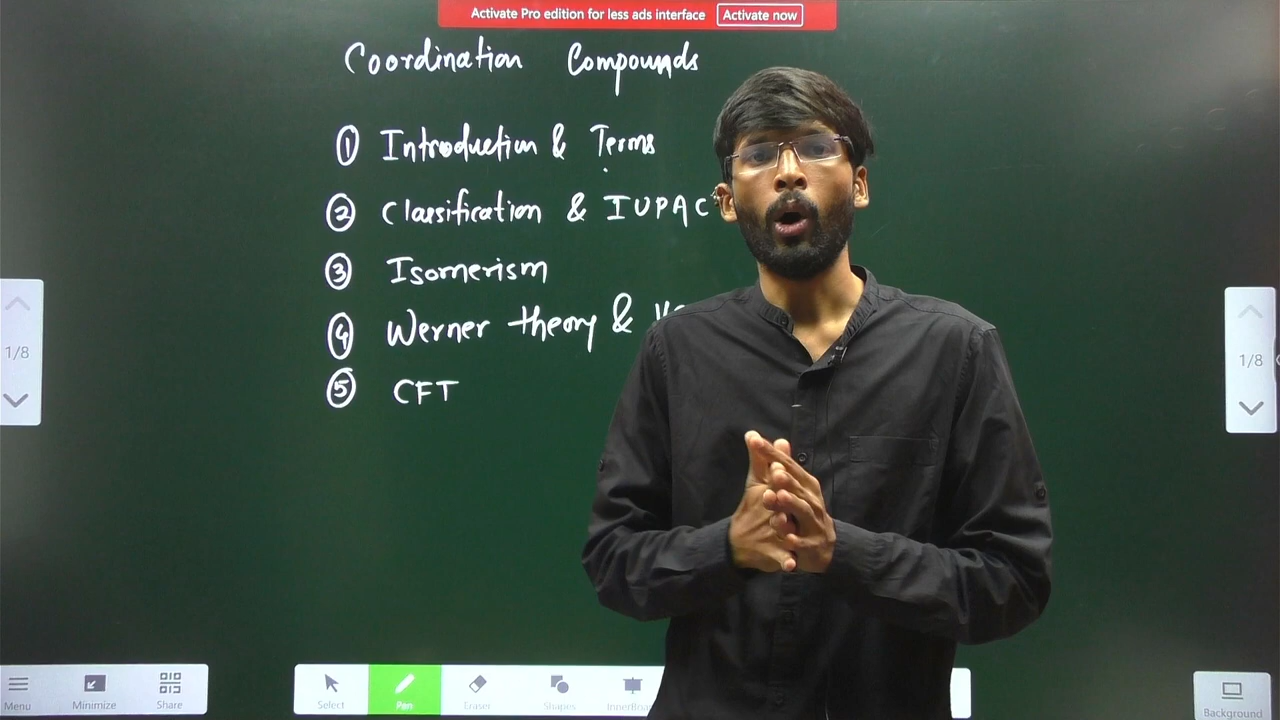 Activate Pro edition for less ads interface Activate now
Coordination Compounds
① Introduction & Terms
② Classification & IUPAC
③ Isomerism
④ Werner theory &
⑤ CFT
1/8
1/8
Menu Minimize Share Select Pen Eraser Shapes Background